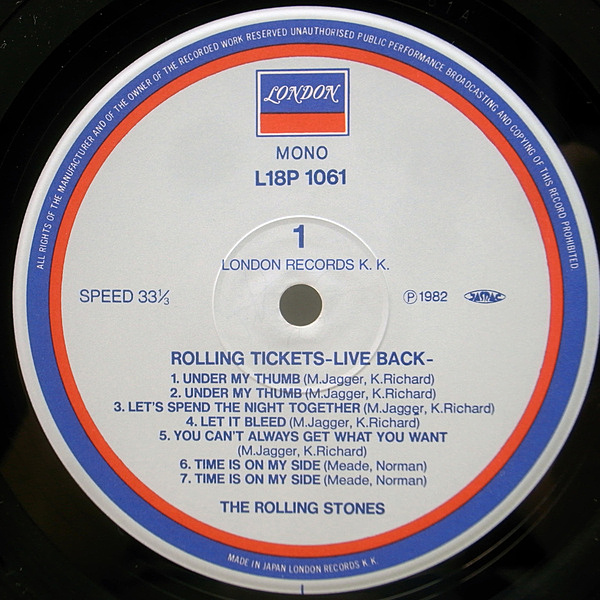 ALL RIGHTS OF THE MANUFACTURER AND OF THE OWNER OF THE RECORDED WORK RESERVED UNAUTHORISED PUBLIC PERFORMANCE BROADCASTING AND COPYING OF THIS RECORD PROHIBITED.
LONDON
MONO
L18P 1061
1
LONDON RECORDS K. K.
SPEED 33⅓
Ⓟ1982 JASRAC
ROLLING TICKETS-LIVE BACK-
1. UNDER MY THUMB (M.Jagger, K.Richard)
2. UNDER MY THUMB (M.Jagger, K.Richard)
3. LET'S SPEND THE NIGHT TOGETHER (M.Jagger, K.Richard)
4. LET IT BLEED (M.Jagger, K.Richard)
5. YOU CAN'T ALWAYS GET WHAT YOU WANT
(M.Jagger, K.Richard)
6. TIME IS ON MY SIDE (Meade, Norman)
7. TIME IS ON MY SIDE (Meade, Norman)
THE ROLLING STONES
MADE IN JAPAN LONDON RECORDS K. K.